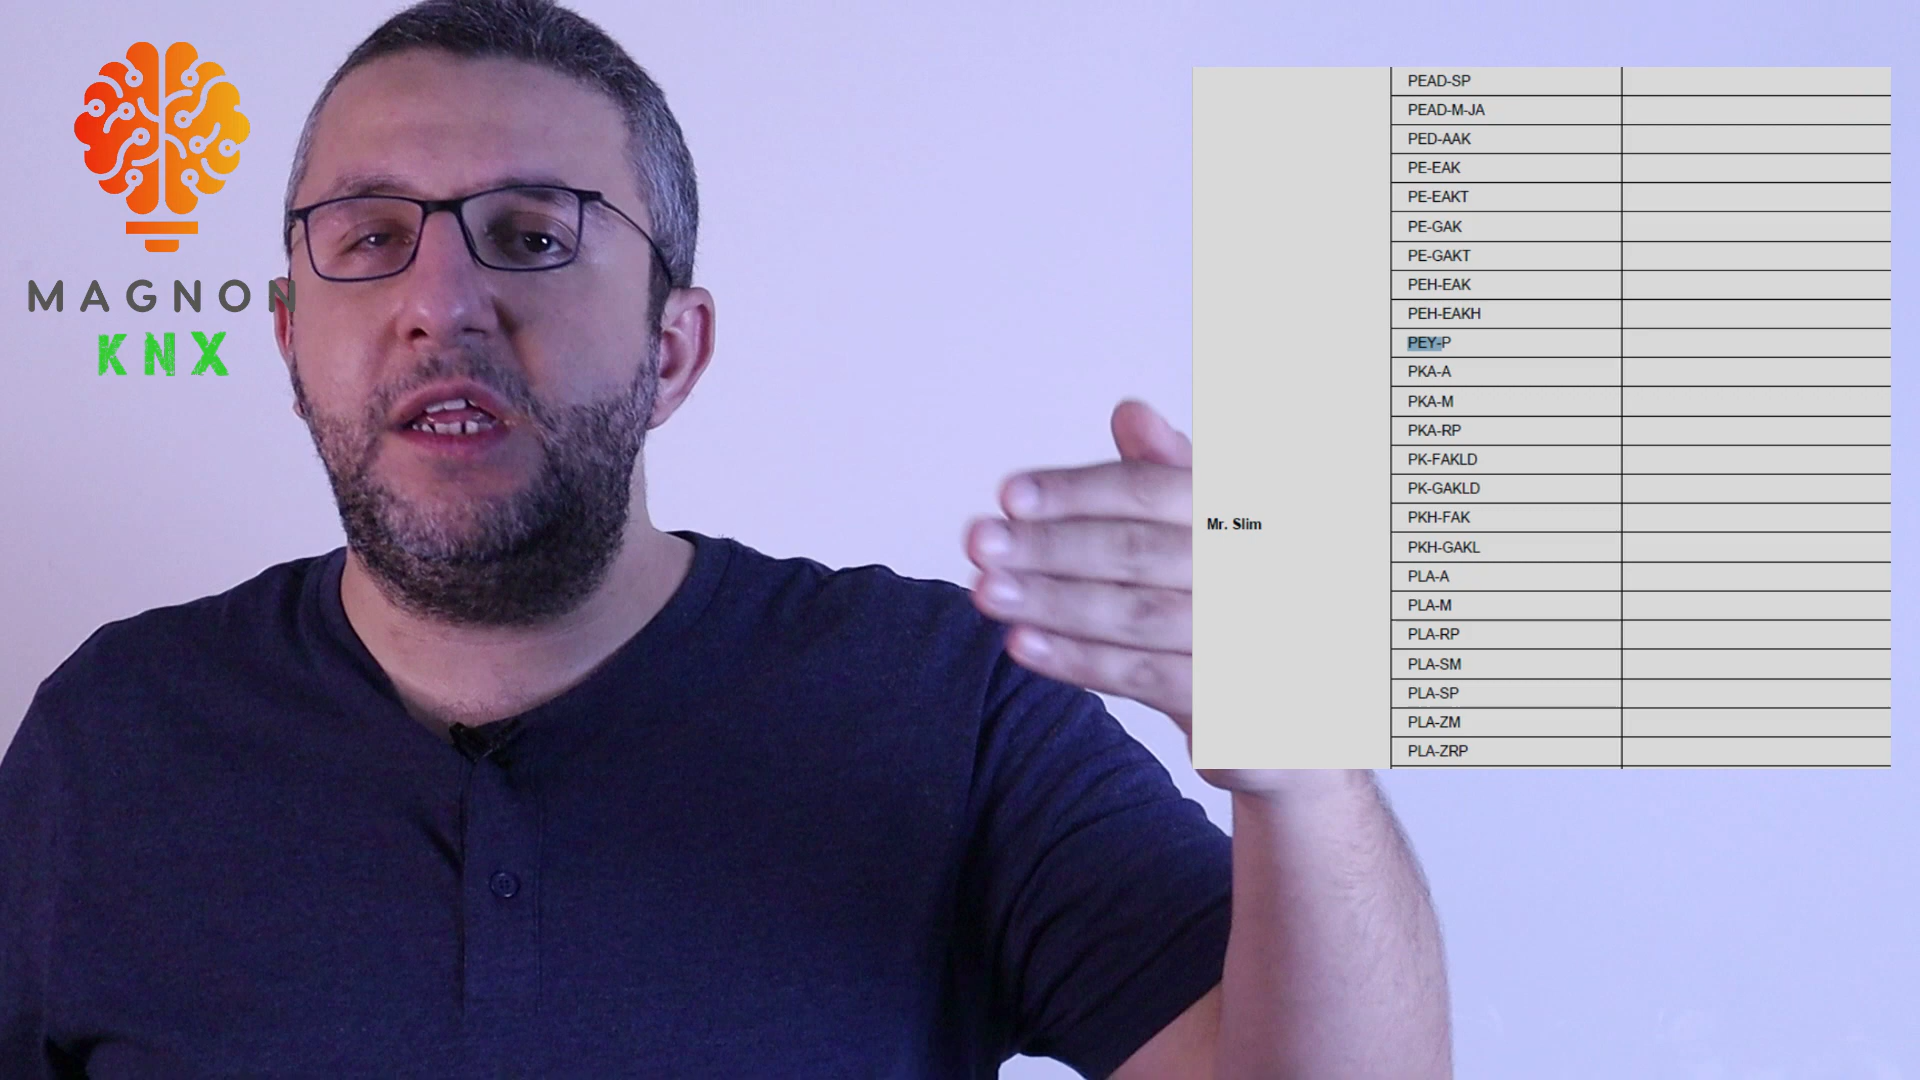 MAGNON
KNX
PEAD-SP
PEAD-M-JA
PED-AAK
PE-EAK
PE-EAKT
PE-GAK
PE-GAKT
PEH-EAK
PEH-EAKH
PEY-P
PKA-A
PKA-M
PKA-RP
PK-FAKLD
PK-GAKLD
PKH-FAK
Mr. Slim
PKH-GAKL
PLA-A
PLA-M
PLA-RP
PLA-SM
PLA-SP
PLA-ZM
PLA-ZRP